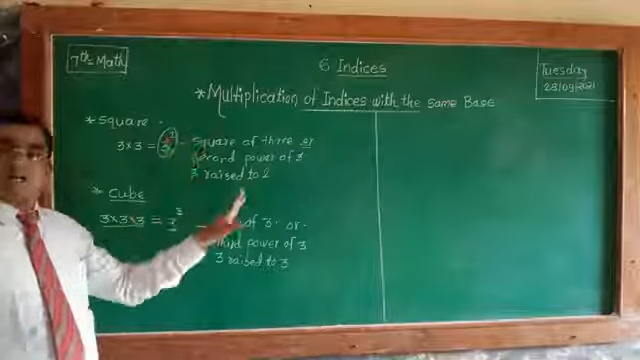 7th Math
6 Indices
Tuesday
28/09/2021
*Multiplication of Indices with the same Base
*Square -
3×3 = 3² - Square of three or
second power of 3
3 raised to 2
* Cube
3×3×3 = 3³
of 3 or
power of 3
3 raised to 3